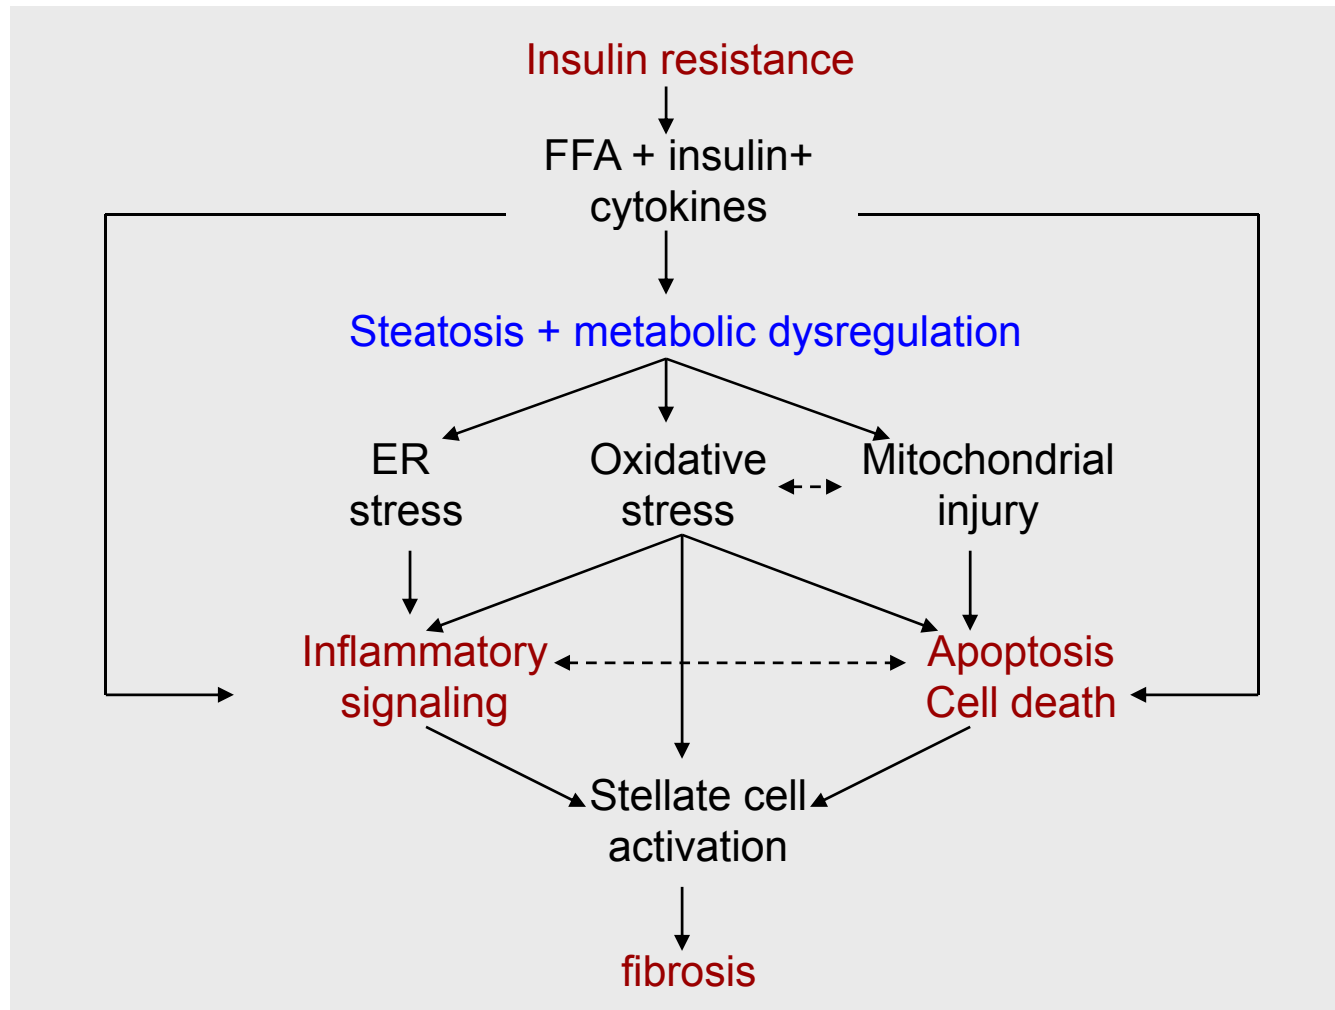 Insulin resistance
FFA + insulin+
cytokines
Steatosis + metabolic dysregulation
ER
stress
Oxidative
stress
Mitochondrial
injury
Inflammatory
signaling
Apoptosis
Cell death
Stellate cell
activation
fibrosis